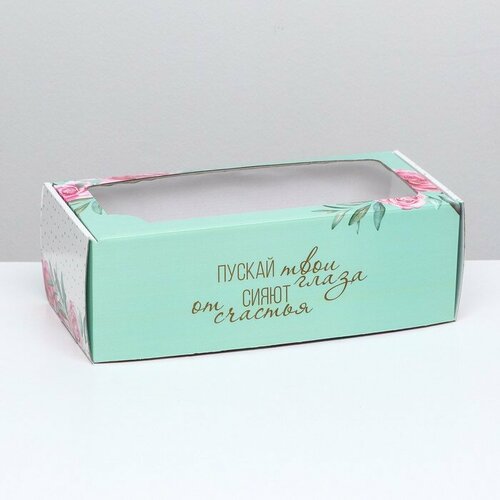 ПУСКАЙ твои
СИЯЮТ глаза
от счастья